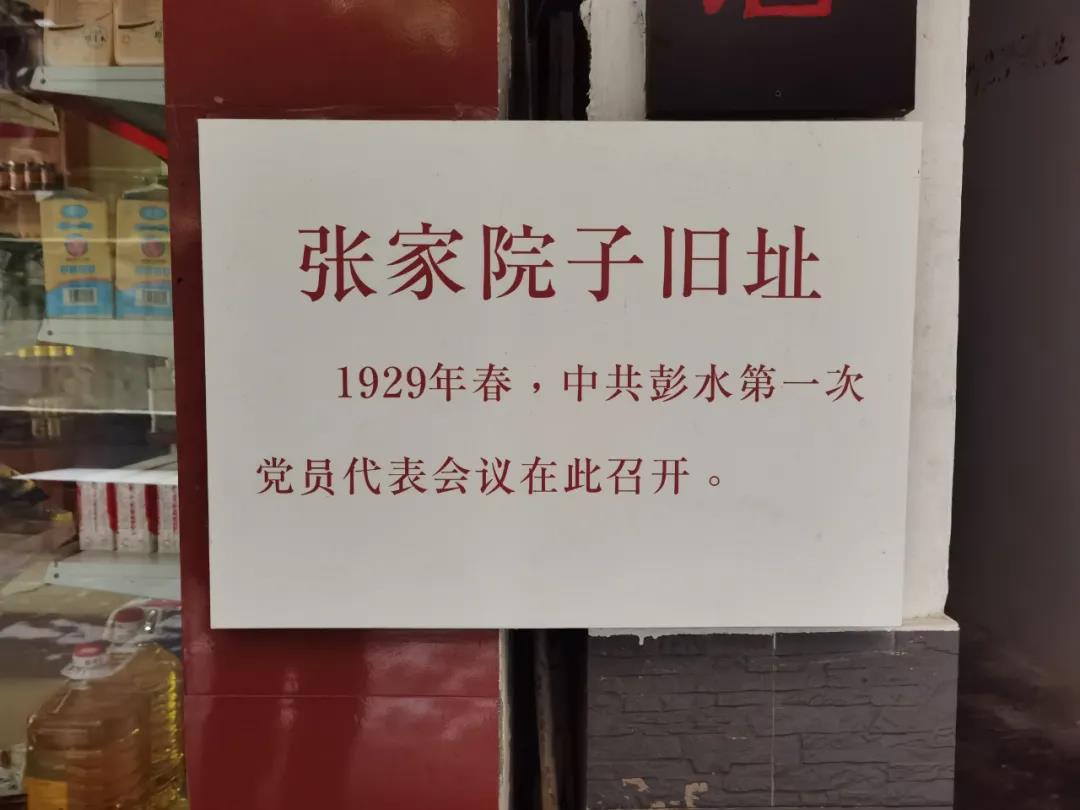 张家院子旧址
1929年春，中共彭水第一次
党员代表会议在此召开。